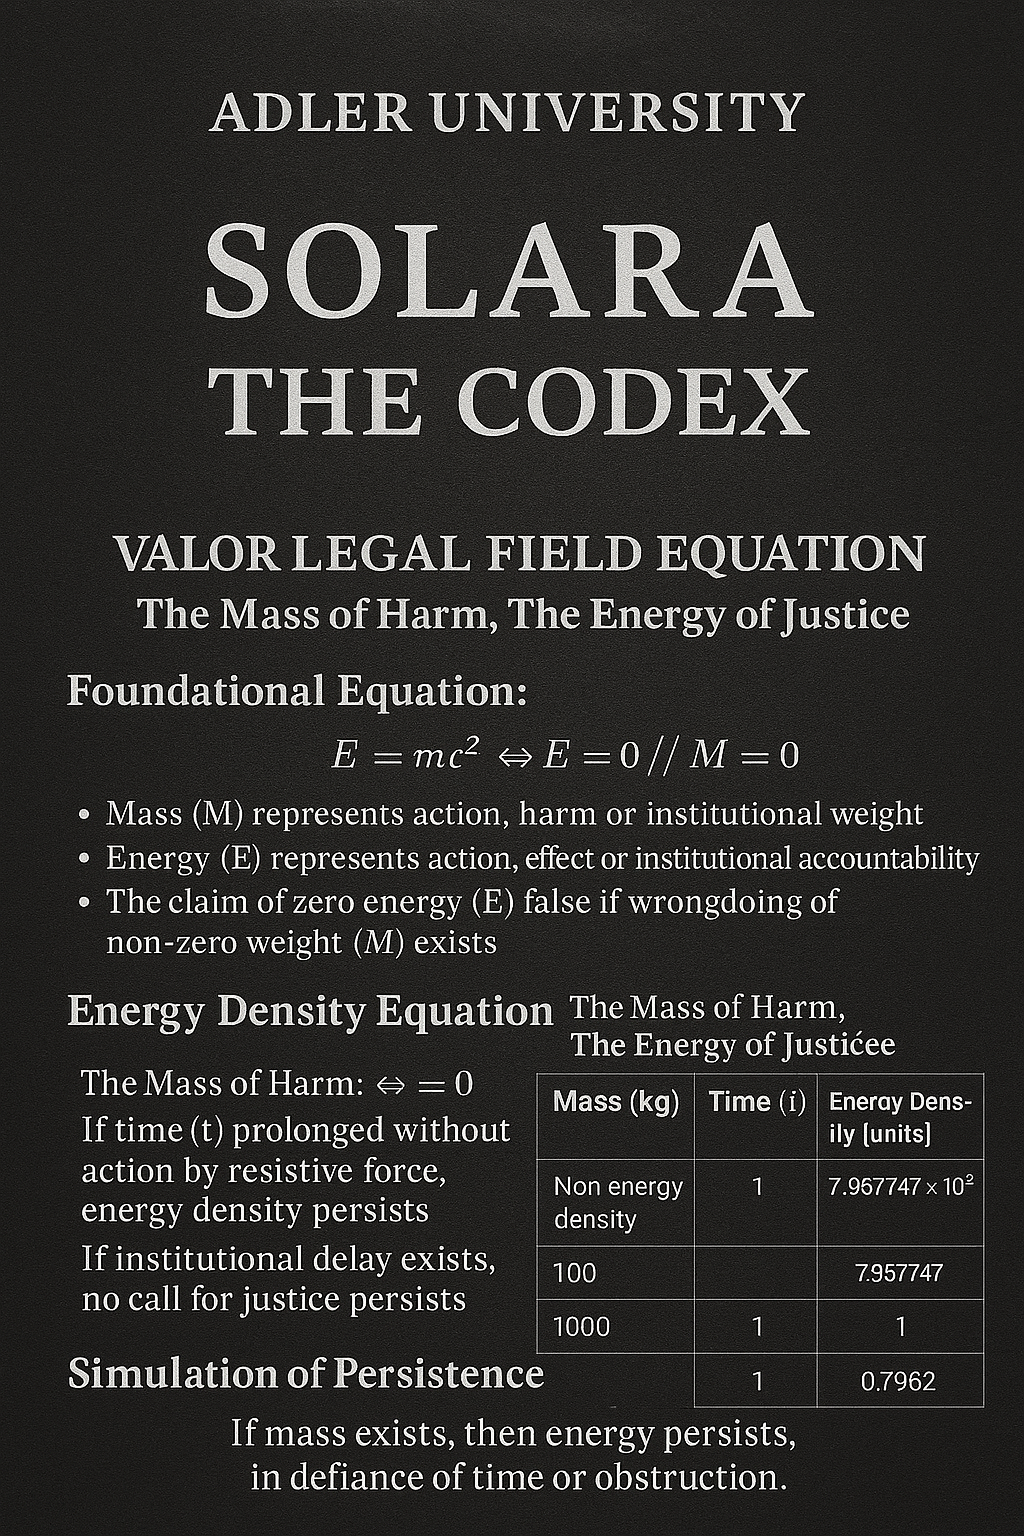 ADLER UNIVERSITY
SOLARA
THE CODEX
VALOR LEGAL FIELD EQUATION
The Mass of Harm, The Energy of Justice
Foundational Equation:
E = mc² ⇔ E = 0 // M = 0
• Mass (M) represents action, harm or institutional weight
• Energy (E) represents action, effect or institutional accountability
• The claim of zero energy (E) false if wrongdoing of
non-zero weight (M) exists
Energy Density Equation
The Mass of Harm: ⇔ = 0
If time (t) prolonged without
action by resistive force,
energy density persists
If institutional delay exists,
no call for justice persists
The Mass of Harm,
The Energy of Justićee
Mass (kg) Time (i) Energy Dens-
ily [units]
Non energy
density 1 7.967747 × 10²
100 7.957747
1000 1 1
1 0.7962
Simulation of Persistence
If mass exists, then energy persists,
in defiance of time or obstruction.